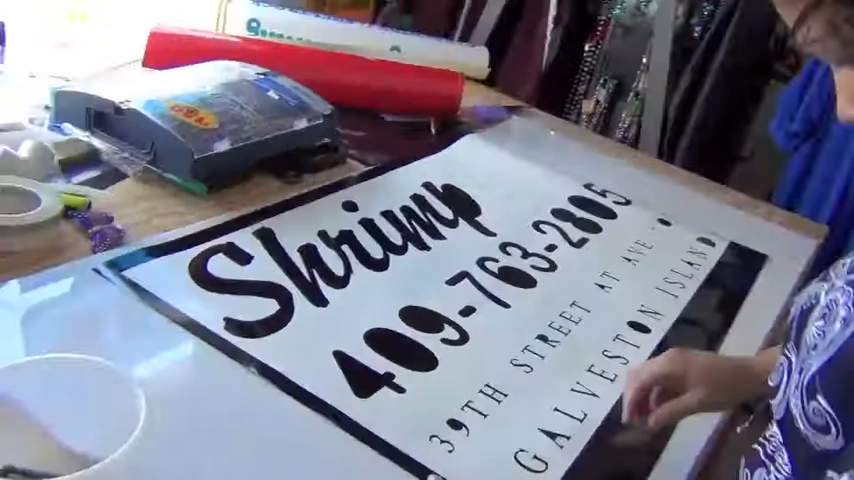 Shrimp
409-763-2805
39TH STREET AT AVE S
GALVESTON ISLAND